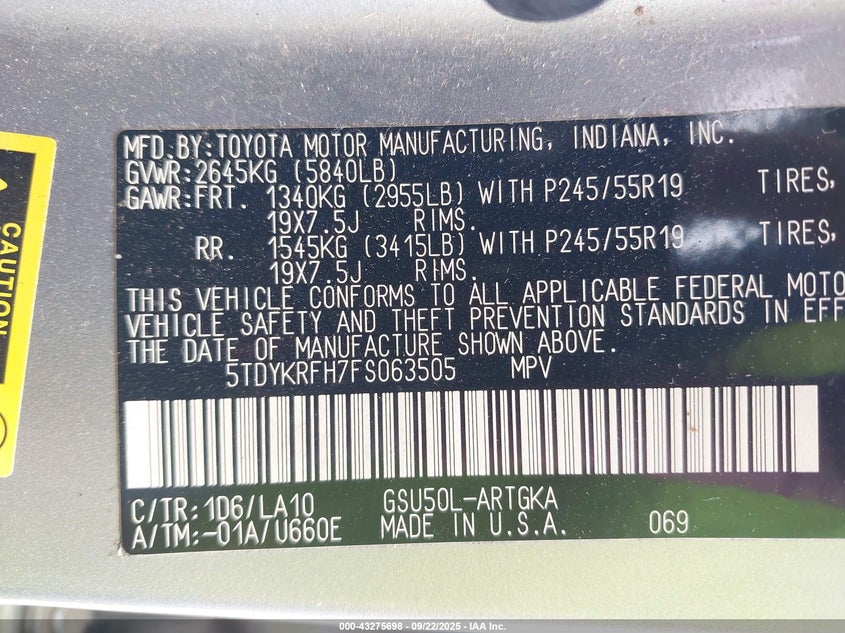 MFD.BY:TOYOTA MOTOR MANUFACTURING, INDIANA, INC.
GVWR:2645KG (5840LB)
GAWR:FRT. 1340KG (2955LB) WITH P245/55R19 TIRES,
19X7.5J RIMS.
RR. 1545KG (3415LB) WITH P245/55R19 TIRES,
19X7.5J RIMS.
THIS VEHICLE CONFORMS TO ALL APPLICABLE FEDERAL MOTO
VEHICLE SAFETY AND THEFT PREVENTION STANDARDS IN EFF
THE DATE OF MANUFACTURE SHOWN ABOVE.
5TDYKRFH7FS063505 MPV
C/TR:1D6/LA10 GSU50L-ARTGKA
A/TM:-01A/U660E MADE IN U.S.A. 069
CAUTION
000-43275698 - 09/22/2025 - IAA Inc.